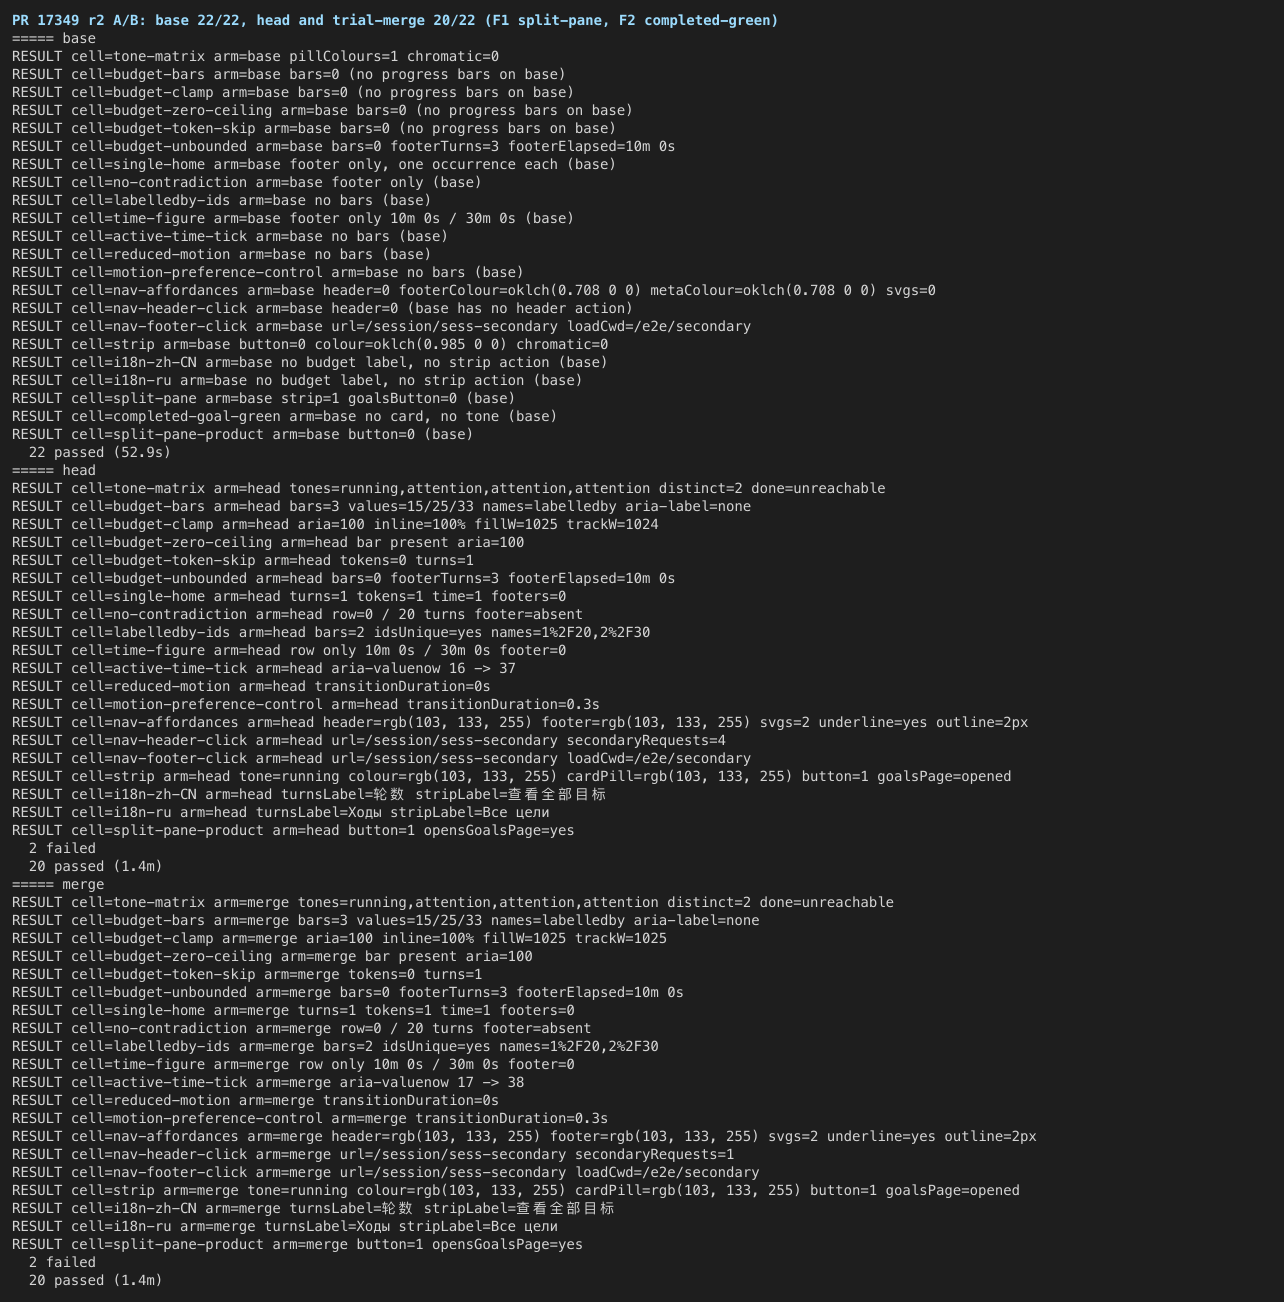 PR 17349 r2 A/B: base 22/22, head and trial-merge 20/22 (F1 split-pane, F2 completed-green)
===== base
RESULT cell=tone-matrix arm=base pillColours=1 chromatic=0
RESULT cell=budget-bars arm=base bars=0 (no progress bars on base)
RESULT cell=budget-clamp arm=base bars=0 (no progress bars on base)
RESULT cell=budget-zero-ceiling arm=base bars=0 (no progress bars on base)
RESULT cell=budget-token-skip arm=base bars=0 (no progress bars on base)
RESULT cell=budget-unbounded arm=base bars=0 footerTurns=3 footerElapsed=10m 0s
RESULT cell=single-home arm=base footer only, one occurrence each (base)
RESULT cell=no-contradiction arm=base footer only (base)
RESULT cell=labelledby-ids arm=base no bars (base)
RESULT cell=time-figure arm=base footer only 10m 0s / 30m 0s (base)
RESULT cell=active-time-tick arm=base no bars (base)
RESULT cell=reduced-motion arm=base no bars (base)
RESULT cell=motion-preference-control arm=base no bars (base)
RESULT cell=nav-affordances arm=base header=0 footerColour=oklch(0.708 0 0) metaColour=oklch(0.708 0 0) svgs=0
RESULT cell=nav-header-click arm=base header=0 (base has no header action)
RESULT cell=nav-footer-click arm=base url=/session/sess-secondary loadCwd=/e2e/secondary
RESULT cell=strip arm=base button=0 colour=oklch(0.985 0 0) chromatic=0
RESULT cell=i18n-zh-CN arm=base no budget label, no strip action (base)
RESULT cell=i18n-ru arm=base no budget label, no strip action (base)
RESULT cell=split-pane arm=base strip=1 goalsButton=0 (base)
RESULT cell=completed-goal-green arm=base no card, no tone (base)
RESULT cell=split-pane-product arm=base button=0 (base)
22 passed (52.9s)
===== head
RESULT cell=tone-matrix arm=head tones=running,attention,attention,attention distinct=2 done=unreachable
RESULT cell=budget-bars arm=head bars=3 values=15/25/33 names=labelledby aria-label=none
RESULT cell=budget-clamp arm=head aria=100 inline=100% fillW=1025 trackW=1024
RESULT cell=budget-zero-ceiling arm=head bar present aria=100
RESULT cell=budget-token-skip arm=head tokens=0 turns=1
RESULT cell=budget-unbounded arm=head bars=0 footerTurns=3 footerElapsed=10m 0s
RESULT cell=single-home arm=head turns=1 tokens=1 time=1 footers=0
RESULT cell=no-contradiction arm=head row=0 / 20 turns footer=absent
RESULT cell=labelledby-ids arm=head bars=2 idsUnique=yes names=1%2F20,2%2F30
RESULT cell=time-figure arm=head row only 10m 0s / 30m 0s footer=0
RESULT cell=active-time-tick arm=head aria-valuenow 16 -> 37
RESULT cell=reduced-motion arm=head transitionDuration=0s
RESULT cell=motion-preference-control arm=head transitionDuration=0.3s
RESULT cell=nav-affordances arm=head header=rgb(103, 133, 255) footer=rgb(103, 133, 255) svgs=2 underline=yes outline=2px
RESULT cell=nav-header-click arm=head url=/session/sess-secondary secondaryRequests=4
RESULT cell=nav-footer-click arm=head url=/session/sess-secondary loadCwd=/e2e/secondary
RESULT cell=strip arm=head tone=running colour=rgb(103, 133, 255) cardPill=rgb(103, 133, 255) button=1 goalsPage=opened
RESULT cell=i18n-zh-CN arm=head turnsLabel=轮数 stripLabel=查看全部目标
RESULT cell=i18n-ru arm=head turnsLabel=Ходы stripLabel=Все цели
RESULT cell=split-pane-product arm=head button=1 opensGoalsPage=yes
2 failed
20 passed (1.4m)
===== merge
RESULT cell=tone-matrix arm=merge tones=running,attention,attention,attention distinct=2 done=unreachable
RESULT cell=budget-bars arm=merge bars=3 values=15/25/33 names=labelledby aria-label=none
RESULT cell=budget-clamp arm=merge aria=100 inline=100% fillW=1025 trackW=1025
RESULT cell=budget-zero-ceiling arm=merge bar present aria=100
RESULT cell=budget-token-skip arm=merge tokens=0 turns=1
RESULT cell=budget-unbounded arm=merge bars=0 footerTurns=3 footerElapsed=10m 0s
RESULT cell=single-home arm=merge turns=1 tokens=1 time=1 footers=0
RESULT cell=no-contradiction arm=merge row=0 / 20 turns footer=absent
RESULT cell=labelledby-ids arm=merge bars=2 idsUnique=yes names=1%2F20,2%2F30
RESULT cell=time-figure arm=merge row only 10m 0s / 30m 0s footer=0
RESULT cell=active-time-tick arm=merge aria-valuenow 17 -> 38
RESULT cell=reduced-motion arm=merge transitionDuration=0s
RESULT cell=motion-preference-control arm=merge transitionDuration=0.3s
RESULT cell=nav-affordances arm=merge header=rgb(103, 133, 255) footer=rgb(103, 133, 255) svgs=2 underline=yes outline=2px
RESULT cell=nav-header-click arm=merge url=/session/sess-secondary secondaryRequests=1
RESULT cell=nav-footer-click arm=merge url=/session/sess-secondary loadCwd=/e2e/secondary
RESULT cell=strip arm=merge tone=running colour=rgb(103, 133, 255) cardPill=rgb(103, 133, 255) button=1 goalsPage=opened
RESULT cell=i18n-zh-CN arm=merge turnsLabel=轮数 stripLabel=查看全部目标
RESULT cell=i18n-ru arm=merge turnsLabel=Ходы stripLabel=Все цели
RESULT cell=split-pane-product arm=merge button=1 opensGoalsPage=yes
2 failed
20 passed (1.4m)